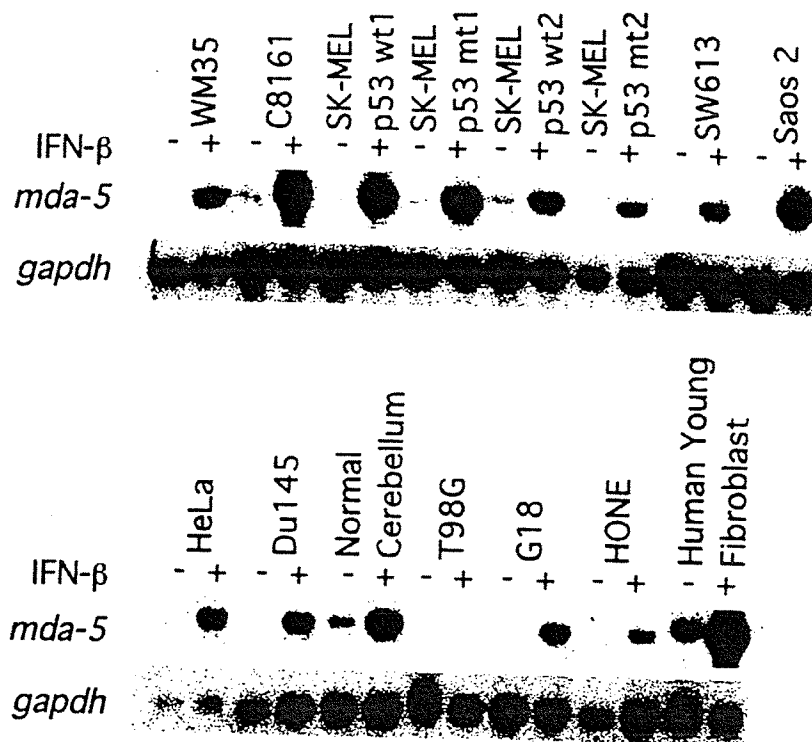 WM35
C8161
SK-MEL
p53 wt1
SK-MEL
p53 mt1
SK-MEL
p53 wt2
SK-MEL
p53 mt2
SW613
Saos 2
IFN-β - + - + - + - + - + - + - + - +
mda-5
gapdh
HeLa
Du145
Normal
Cerebellum
T98G
G18
HONE
Human Young
Fibroblast
IFN-β - + - + - + - + - + - + - +
mda-5
gapdh